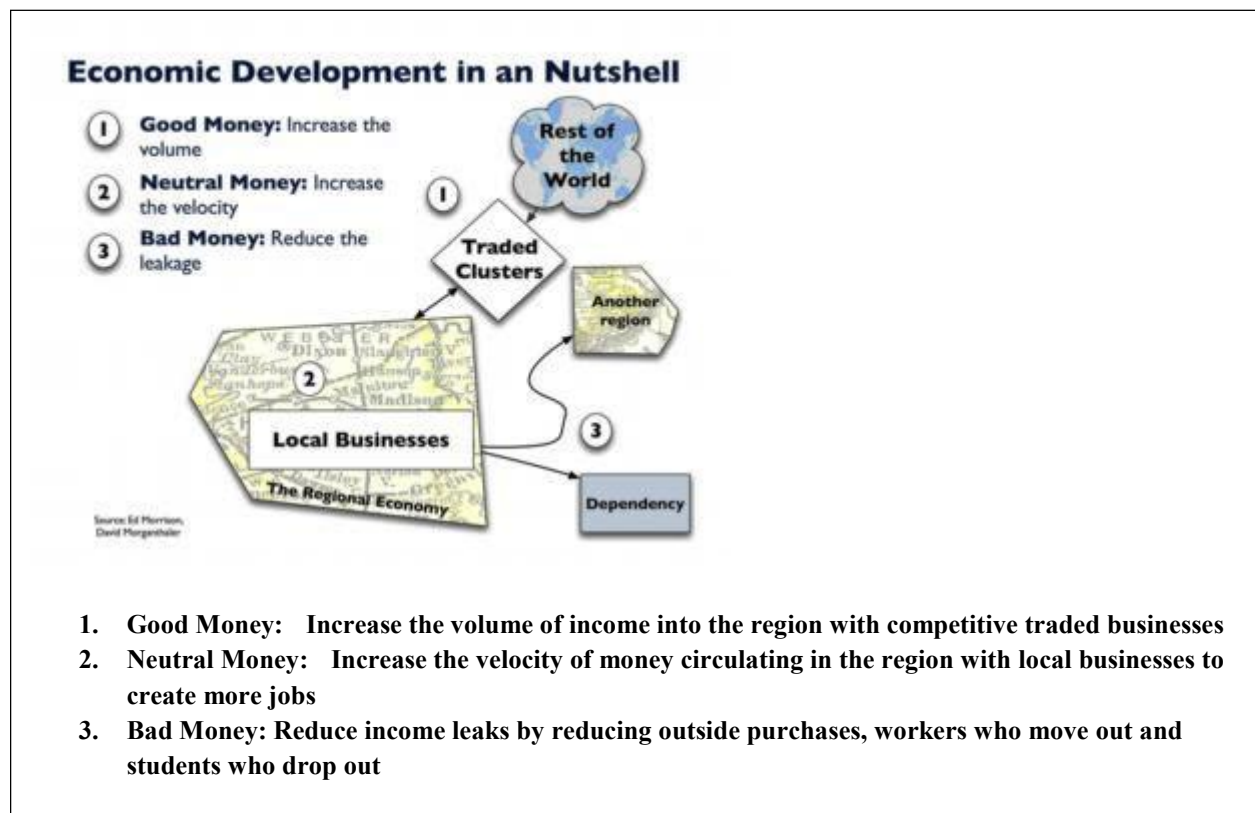 Economic Development in an Nutshell
1 Good Money: Increase the
volume
2 Neutral Money: Increase
the velocity
3 Bad Money: Reduce the
leakage
Rest of
the
World
1
Traded
Clusters
Another
region
WEBSTER
Dixon Slaughter V.
2
McIntire
Madison
Local Businesses
3
The Regional Economy
Dependency
Source: Ed Morrison,
David Morgenthaler
1. Good Money: Increase the volume of income into the region with competitive traded businesses
2. Neutral Money: Increase the velocity of money circulating in the region with local businesses to
create more jobs
3. Bad Money: Reduce income leaks by reducing outside purchases, workers who move out and
students who drop out